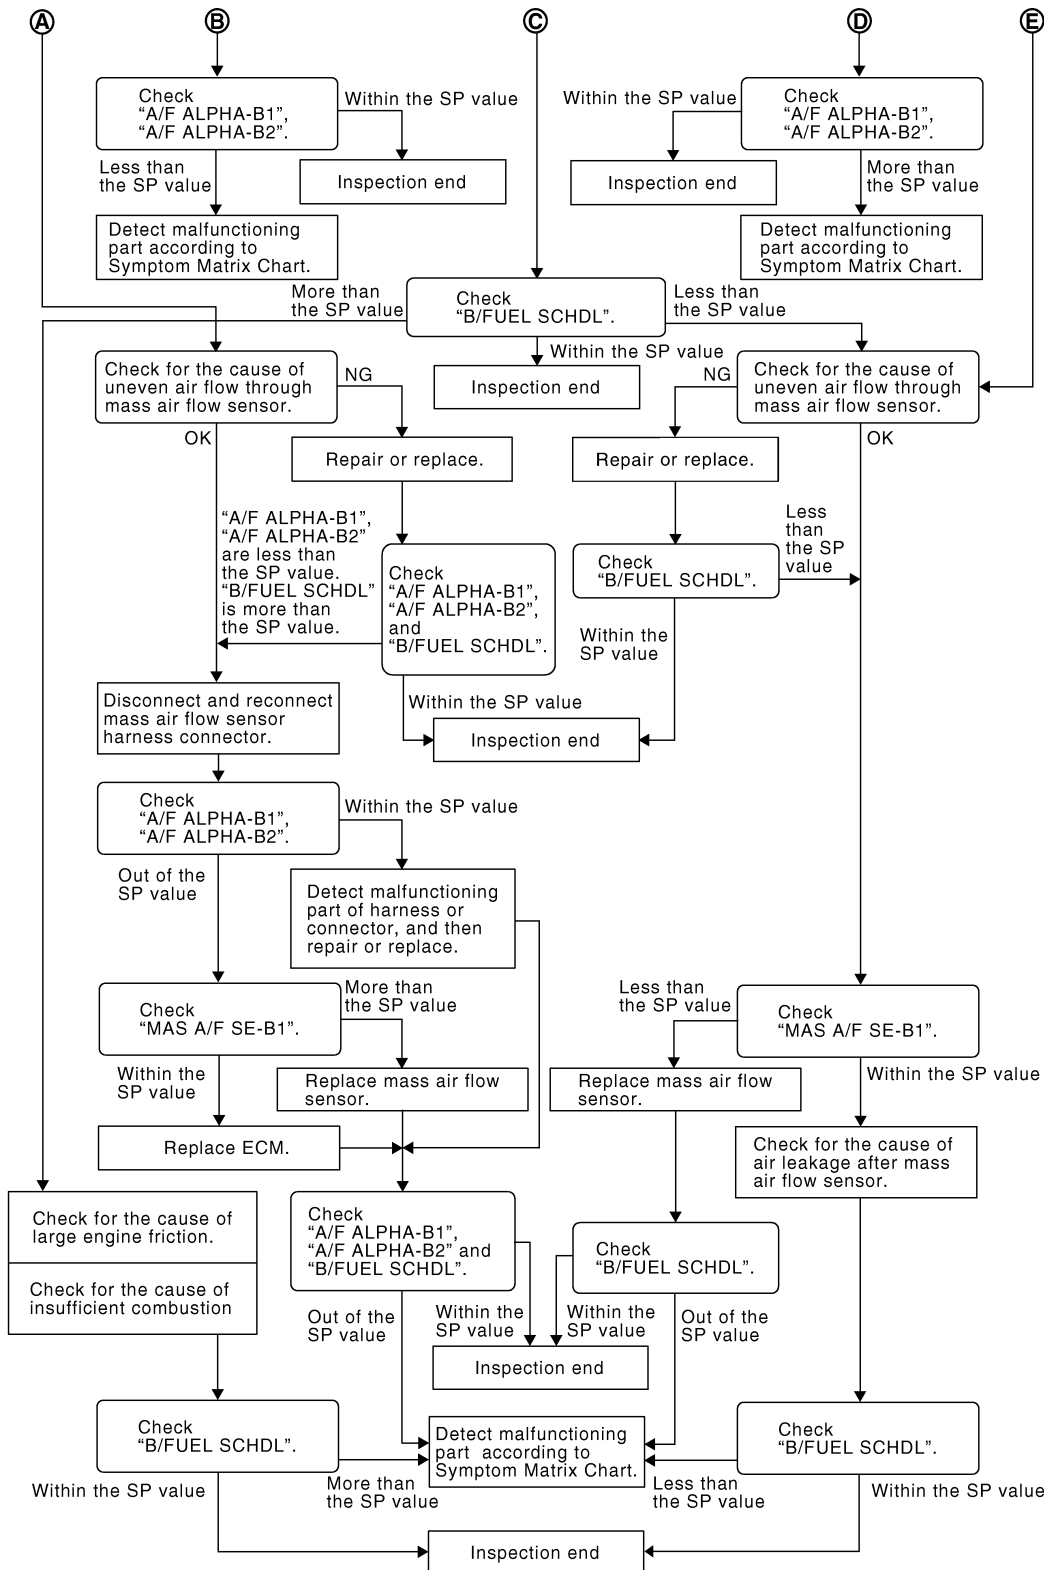 A
B
C
D
E
Check
“A/F ALPHA-B1”,
“A/F ALPHA-B2”.
Within the SP value
Within the SP value
Check
“A/F ALPHA-B1”,
“A/F ALPHA-B2”.
Less than
the SP value
Inspection end
Inspection end
More than
the SP value
Detect malfunctioning
part according to
Symptom Matrix Chart.
Detect malfunctioning
part according to
Symptom Matrix Chart.
More than
the SP value
Check
“B/FUEL SCHDL”.
Less than
the SP value
Within the SP value
Inspection end
Check for the cause of
uneven air flow through
mass air flow sensor.
NG
NG
Check for the cause of
uneven air flow through
mass air flow sensor.
OK
OK
Repair or replace.
Repair or replace.
“A/F ALPHA-B1”,
“A/F ALPHA-B2”
are less than
the SP value.
“B/FUEL SCHDL”
is more than
the SP value.
Check
“A/F ALPHA-B1”,
“A/F ALPHA-B2”,
and
“B/FUEL SCHDL”.
Check
“B/FUEL SCHDL”.
Less
than
the SP
value
Within the
SP value
Within the SP value
Inspection end
Disconnect and reconnect
mass air flow sensor
harness connector.
Check
“A/F ALPHA-B1”,
“A/F ALPHA-B2”.
Within the SP value
Out of the
SP value
Detect malfunctioning
part of harness or
connector, and then
repair or replace.
Check
“MAS A/F SE-B1”.
More than
the SP value
Less than
the SP value
Check
“MAS A/F SE-B1”.
Within the
SP value
Replace mass air flow
sensor.
Replace mass air flow
sensor.
Within the SP value
Replace ECM.
Check for the cause of
air leakage after mass
air flow sensor.
Check for the cause of
large engine friction.
Check for the cause of
insufficient combustion
Check
“A/F ALPHA-B1”,
“A/F ALPHA-B2” and
“B/FUEL SCHDL”.
Check
“B/FUEL SCHDL”.
Out of the
SP value
Within the
SP value
Within the
SP value
Out of the
SP value
Inspection end
Check
“B/FUEL SCHDL”.
Detect malfunctioning
part according to
Symptom Matrix Chart.
Check
“B/FUEL SCHDL”.
Within the SP value
More than
the SP value
Less than
the SP value
Within the SP value
Inspection end